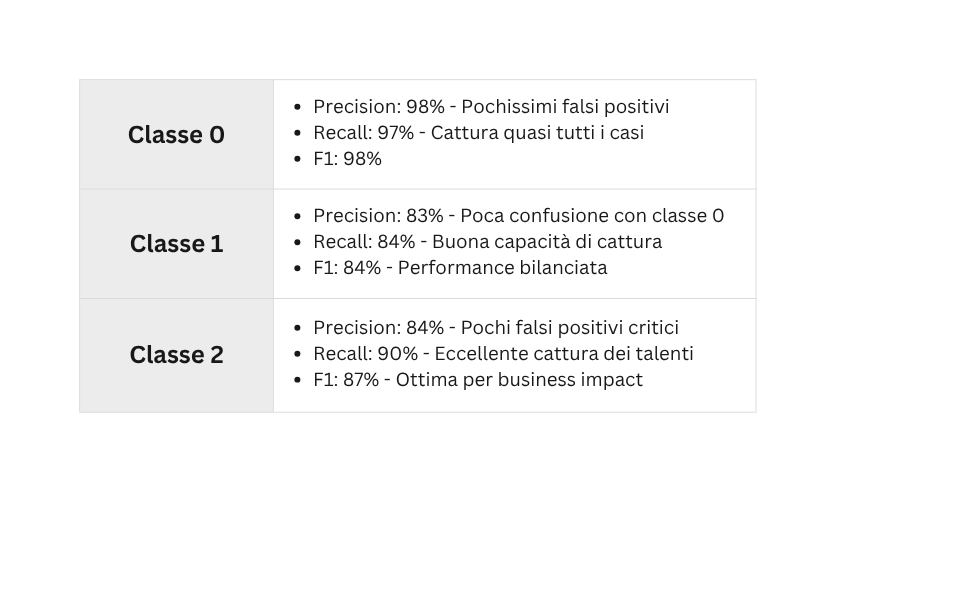 Classe 0
• Precision: 98% - Pochissimi falsi positivi
• Recall: 97% - Cattura quasi tutti i casi
• F1: 98%
Classe 1
• Precision: 83% - Poca confusione con classe 0
• Recall: 84% - Buona capacità di cattura
• F1: 84% - Performance bilanciata
Classe 2
• Precision: 84% - Pochi falsi positivi critici
• Recall: 90% - Eccellente cattura dei talenti
• F1: 87% - Ottima per business impact